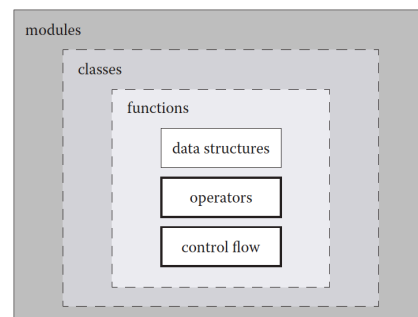 modules
classes
functions
data structures
operators
control flow